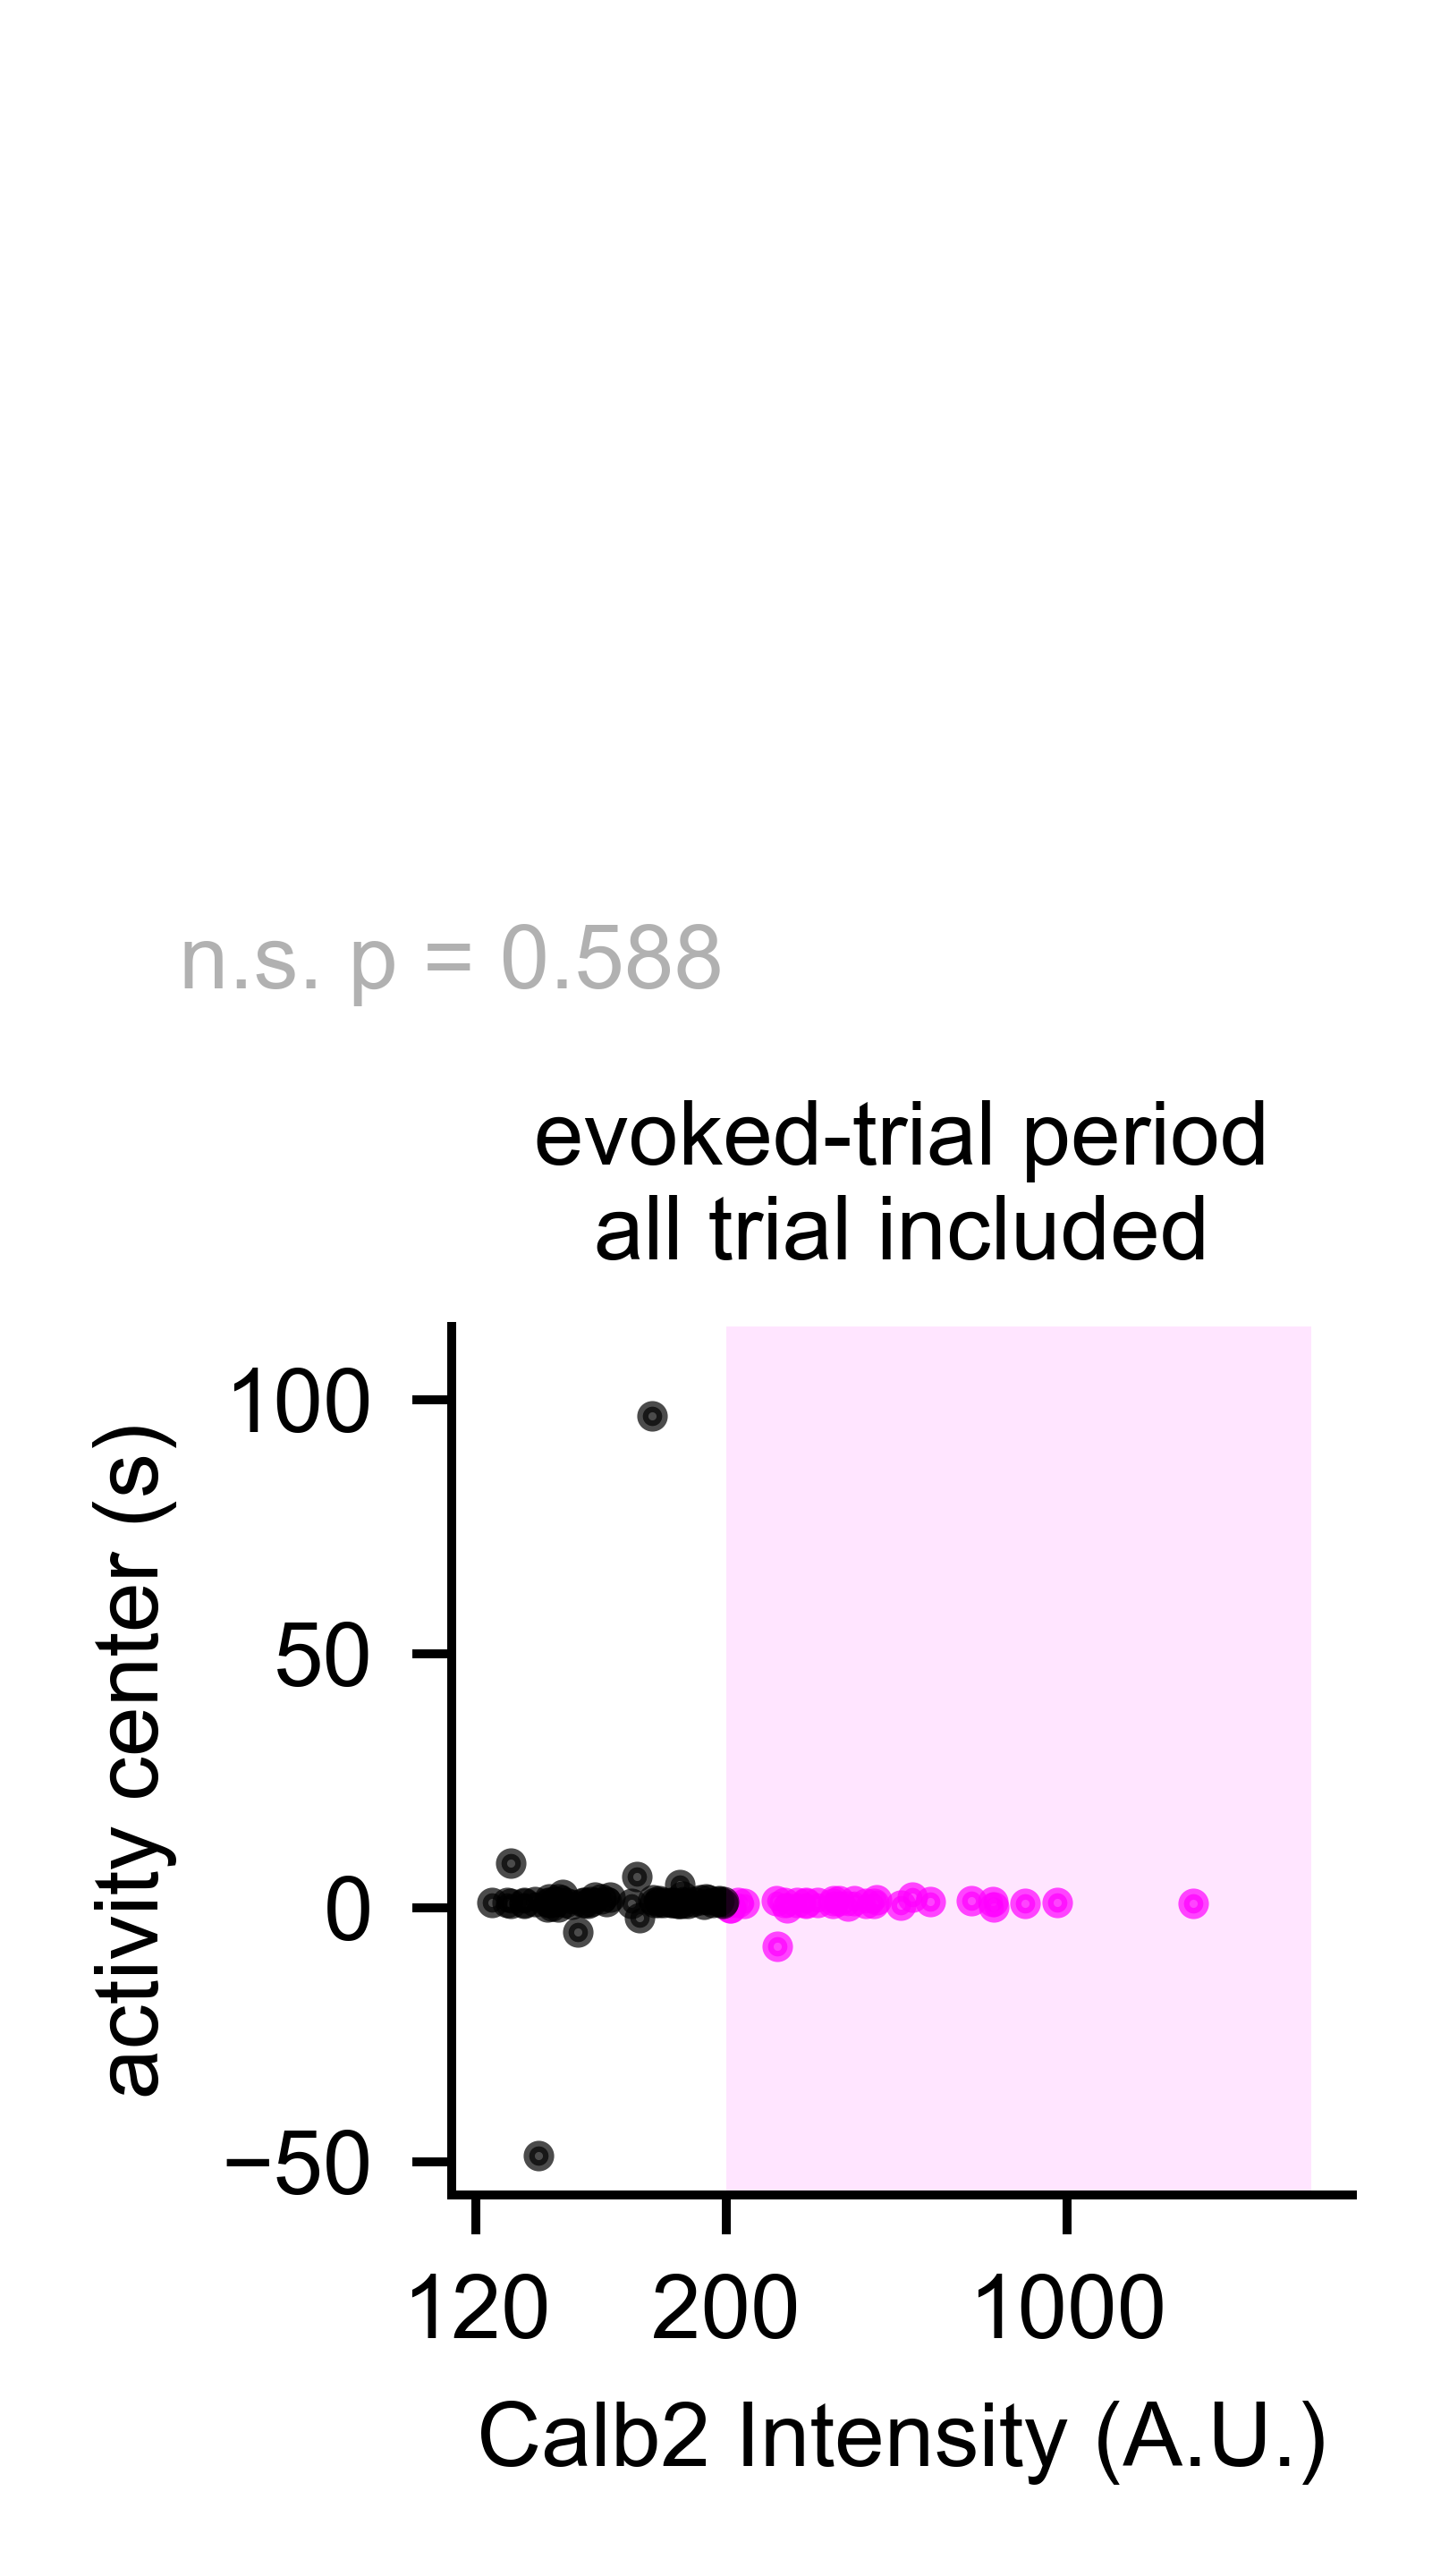 n.s. p = 0.588
evoked-trial period
all trial included
100
50
0
−50
activity center (s)
120 200 1000
Calb2 Intensity (A.U.)